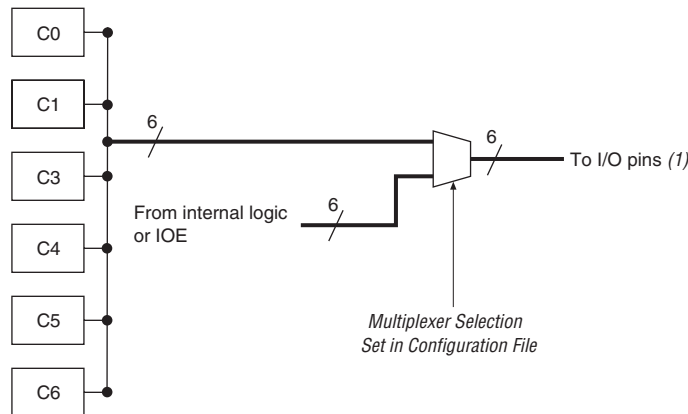 C0
C1
6
6
To I/O pins (1)
C3
From internal logic
or IOE
6
C4
C5
Multiplexer Selection
Set in Configuration File
C6